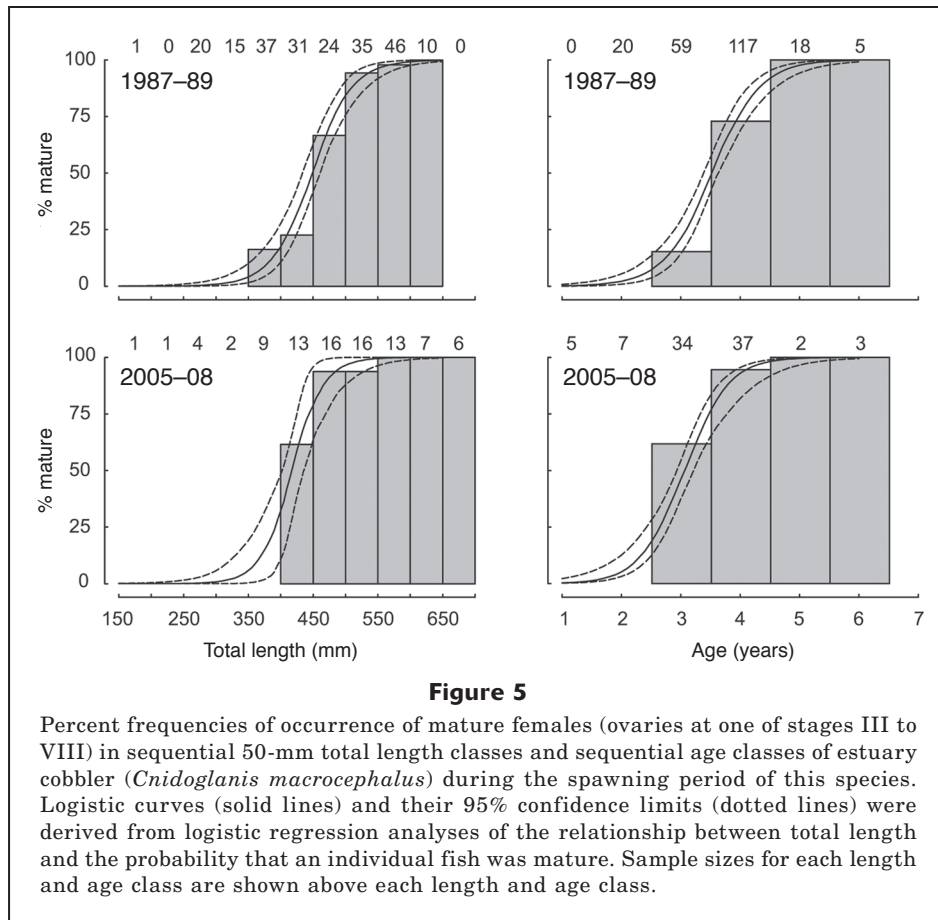 1 0 20 15 37 31 24 35 46 10 0
0 20 59 117 18 5
100
75
50
25
0
% mature
1987–89
1987–89
1 1 4 2 9 13 16 16 13 7 6
5 7 34 37 2 3
100
75
50
25
0
% mature
2005–08
2005–08
150 250 350 450 550 650
1 2 3 4 5 6 7
Total length (mm)
Age (years)
Figure 5
Percent frequencies of occurrence of mature females (ovaries at one of stages III to
VIII) in sequential 50-mm total length classes and sequential age classes of estuary
cobbler (Cnidoglanis macrocephalus) during the spawning period of this species.
Logistic curves (solid lines) and their 95% confidence limits (dotted lines) were
derived from logistic regression analyses of the relationship between total length
and the probability that an individual fish was mature. Sample sizes for each length
and age class are shown above each length and age class.